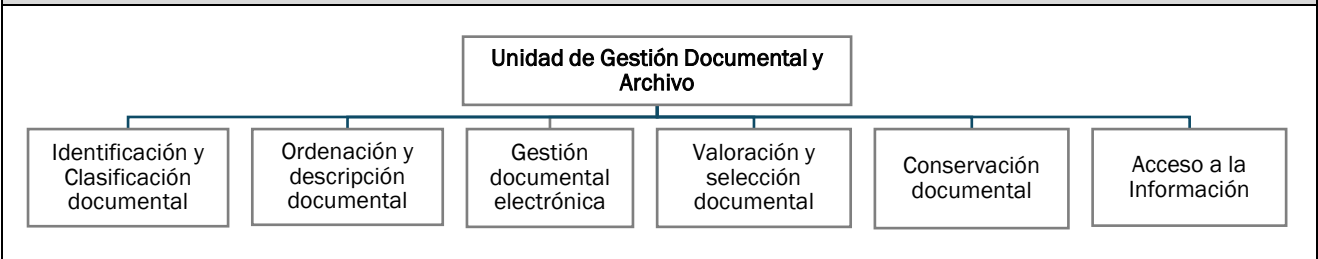 Unidad de Gestión Documental y
Archivo
Identificación y
Clasificación
documental
Ordenación y
descripción
documental
Gestión
documental
electrónica
Valoración y
selección
documental
Conservación
documental
Acceso a la
Información